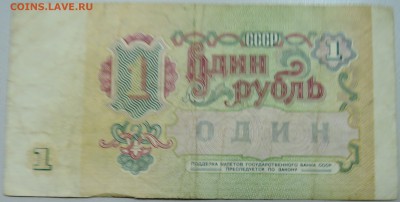 COINS.LAVE.RU
СССР
1
1
Один
рубль
ОДИН
1
ПОДДЕЛКА БИЛЕТОВ ГОСУДАРСТВЕННОГО БАНКА СССР
ПРЕСЛЕДУЕТСЯ ПО ЗАКОНУ